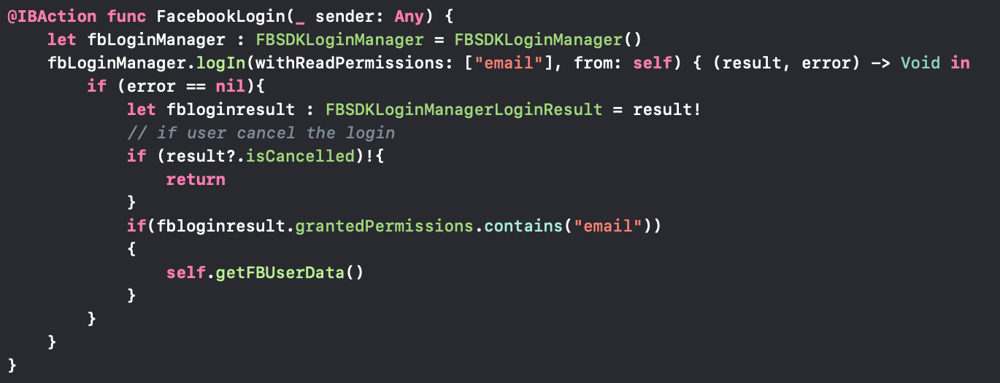 @IBAction func FacebookLogin(_ sender: Any) {
    let fbLoginManager : FBSDKLoginManager = FBSDKLoginManager()
    fbLoginManager.logIn(withReadPermissions: ["email"], from: self) { (result, error) -> Void in
        if (error == nil){
            let fbloginresult : FBSDKLoginManagerLoginResult = result!
            // if user cancel the login
            if (result?.isCancelled)!{
                return
            }
            if(fbloginresult.grantedPermissions.contains("email"))
            {
                self.getFBUserData()
            }
        }
    }
}